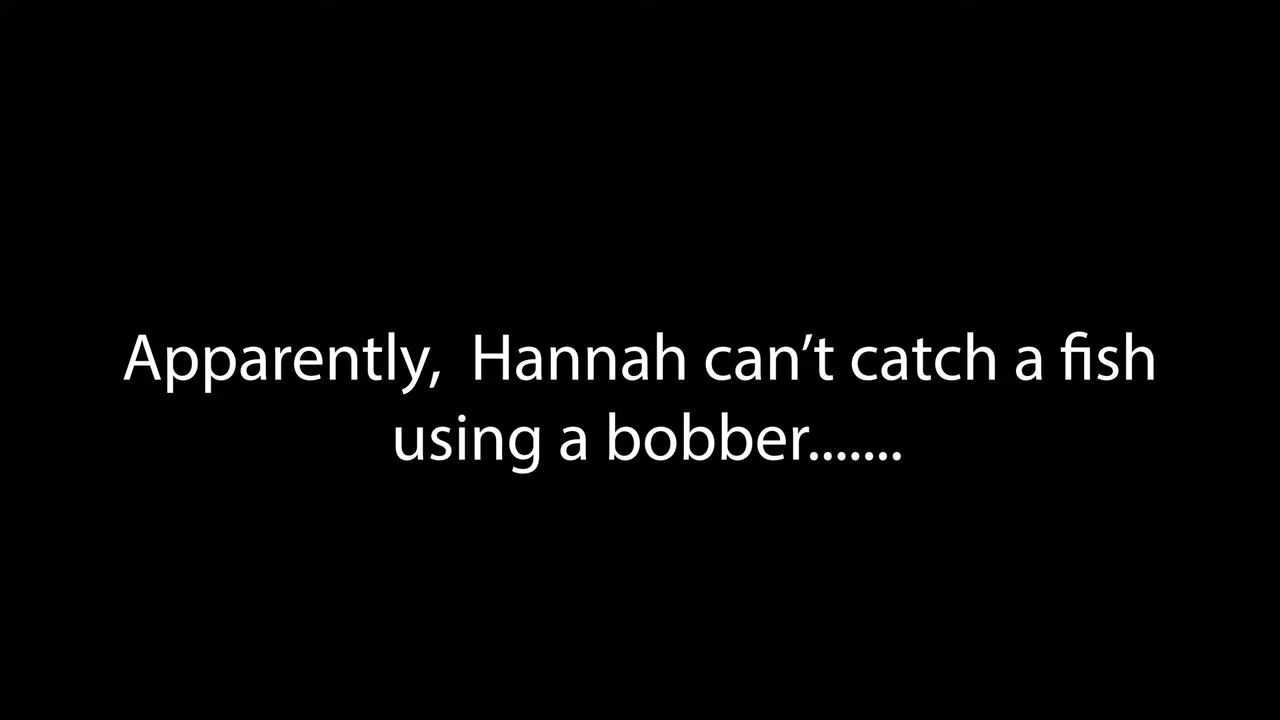 Apparently,  Hannah can’t catch a fish
using a bobber.......